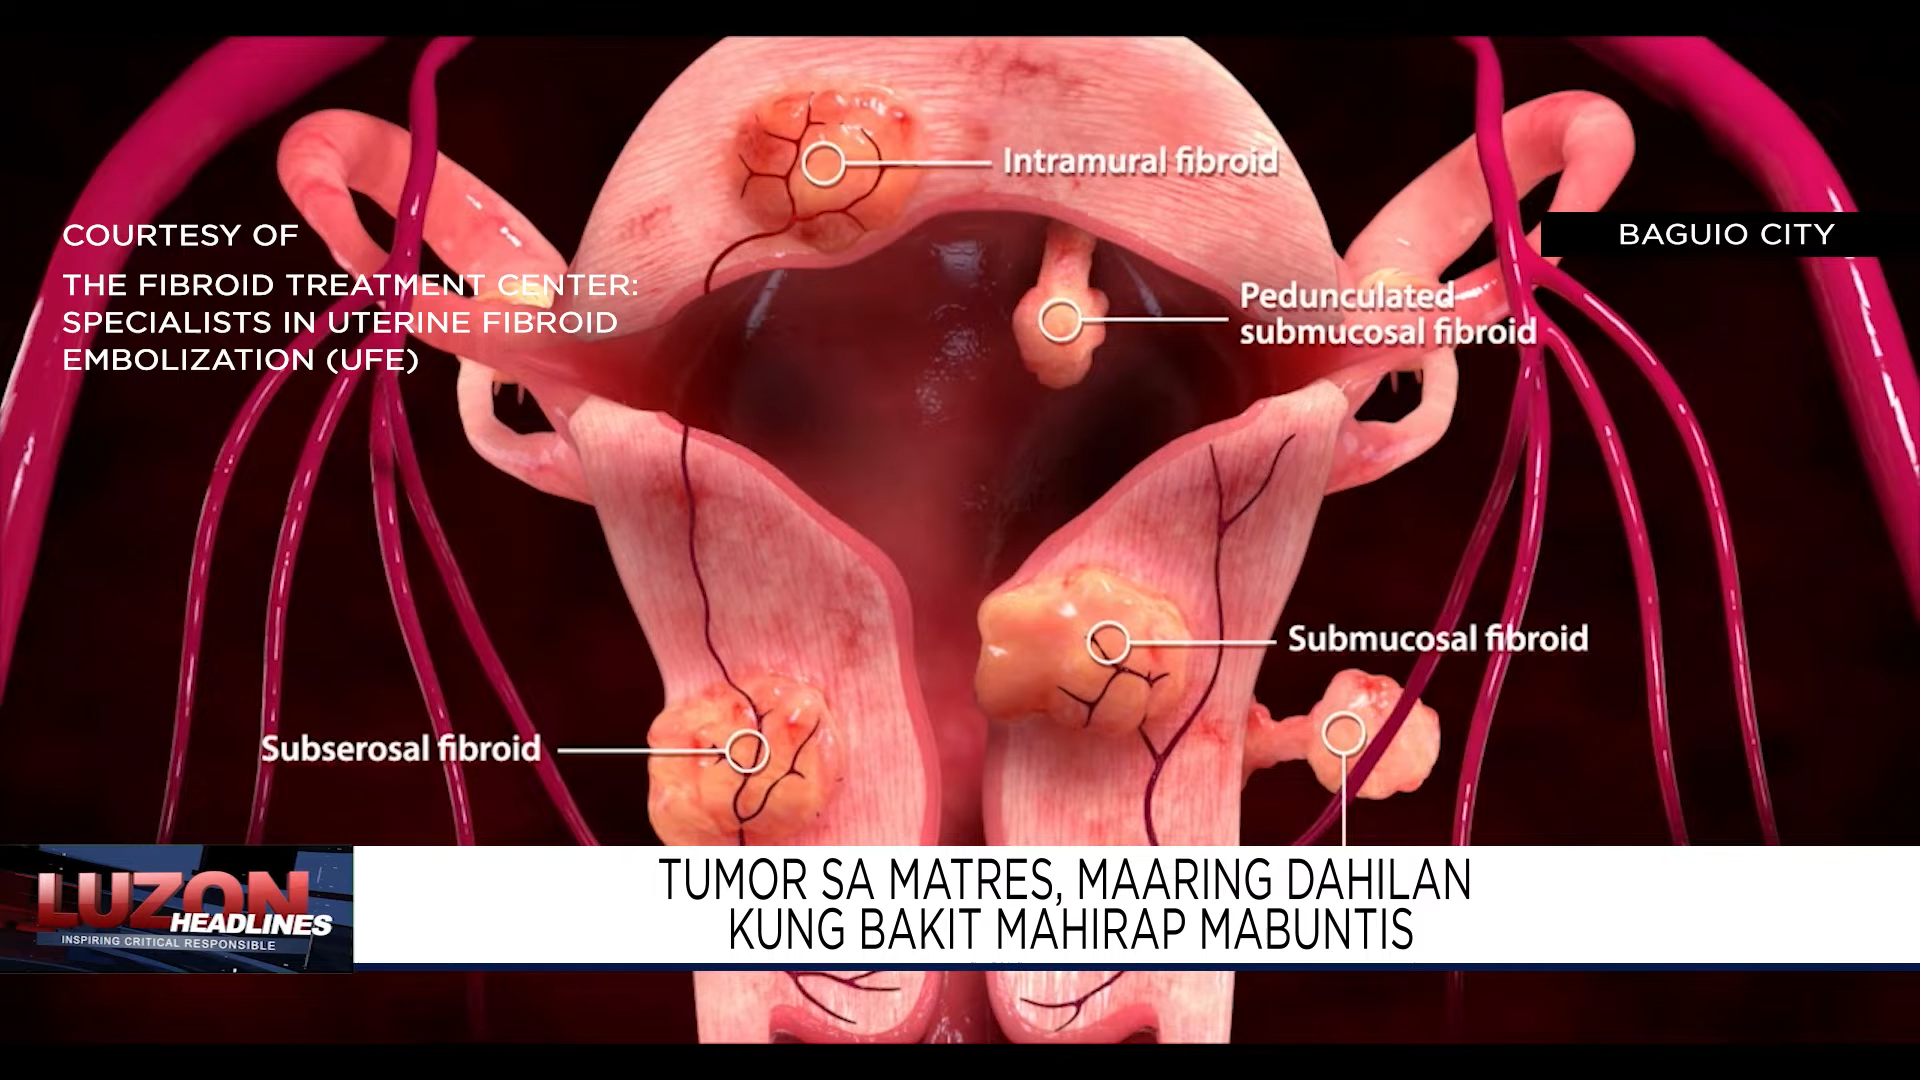 Intramural fibroid
COURTESY OF
THE FIBROID TREATMENT CENTER:
SPECIALISTS IN UTERINE FIBROID
EMBOLIZATION (UFE)
BAGUIO CITY
Pedunculated
submucosal fibroid
Submucosal fibroid
Subserosal fibroid
LUZON
HEADLINES
INSPIRING CRITICAL RESPONSIBLE
TUMOR SA MATRES, MAARING DAHILAN
KUNG BAKIT MAHIRAP MABUNTIS